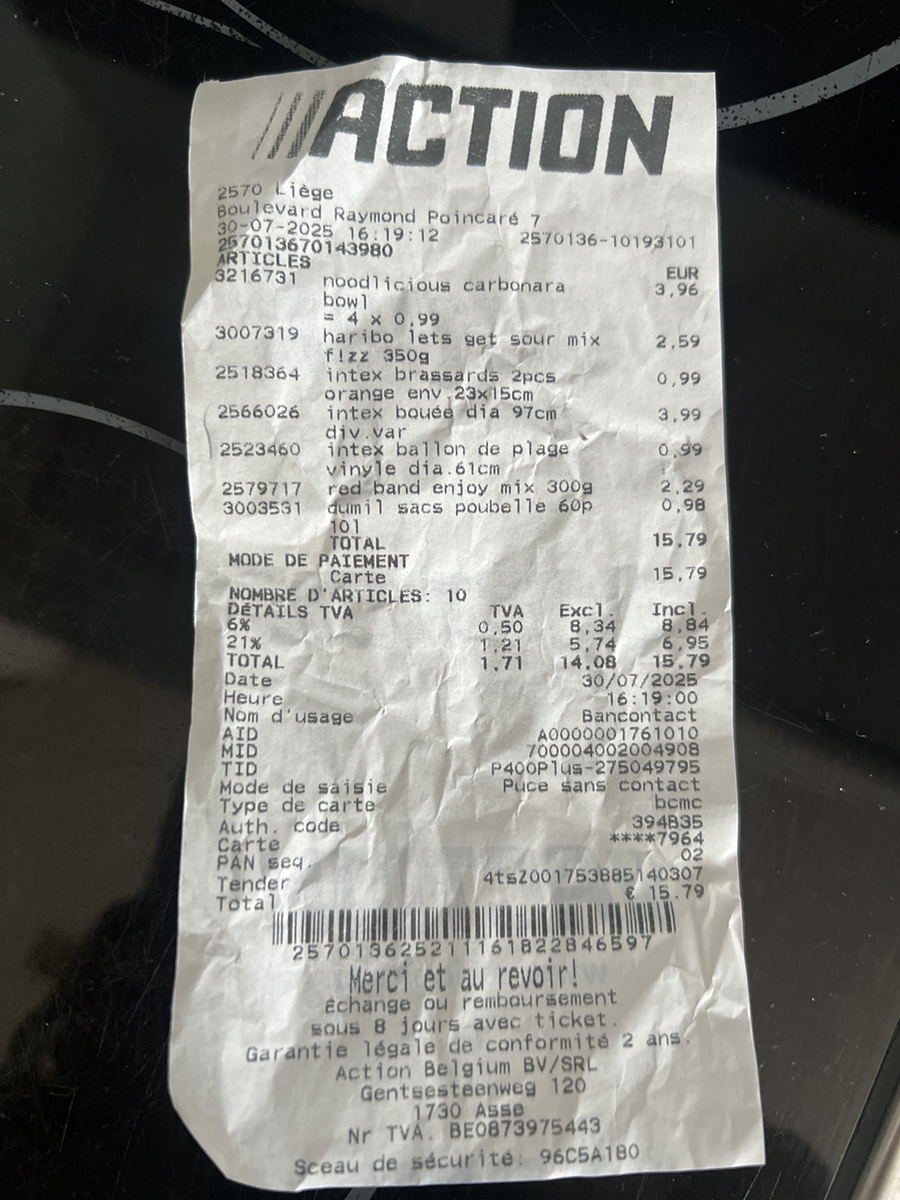 ACTION
2570 Liège
Boulevard Raymond Poincaré 7
30-07-2025 16:19:12 2570136-10193101
257013670143980
ARTICLES EUR
3216731 noodlicious carbonara 3,96
bowl
= 4 x 0,99
3007319 haribo lets get sour mix 2,59
f!zz 350g
2518364 intex brassards 2pcs 0,99
orange env.23x15cm
2566026 intex bouée dia 97cm 3,99
div.var
2523460 intex ballon de plage 0,99
vinyle dia.61cm
2579717 red band enjoy mix 300g 2,29
3003531 dumil sacs poubelle 60p 0,98
10l
TOTAL 15,79
MODE DE PAIEMENT
Carte 15,79
NOMBRE D'ARTICLES: 10
DÉTAILS TVA TVA Excl. Incl.
6% 0,50 8,34 8,84
21% 1,21 5,74 6,95
TOTAL 1,71 14,08 15,79
Date 30/07/2025
Heure 16:19:00
Nom d'usage Bancontact
AID A0000001761010
MID 700004002004908
TID P400Plus-275049795
Mode de saisie Puce sans contact
Type de carte bcmc
Auth. code 394B35
Carte ****7964
PAN seq. 02
Tender 4tsZ001753885140307
Total € 15.79
257013625211161822846597
Merci et au revoir!
échange ou remboursement
sous 8 jours avec ticket.
Garantie légale de conformité 2 ans.
Action Belgium BV/SRL
Gentsesteenweg 120
1730 Asse
Nr TVA. BE0873975443
Sceau de sécurité: 96C5A180